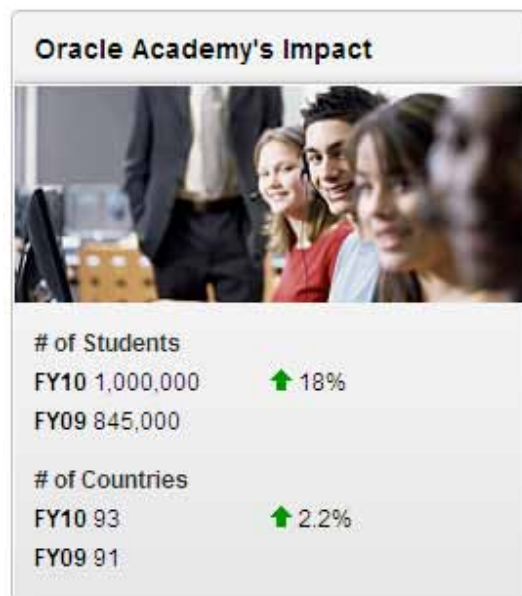 Oracle Academy's Impact
# of Students
FY10 1,000,000 18%
FY09 845,000
# of Countries
FY10 93 2.2%
FY09 91